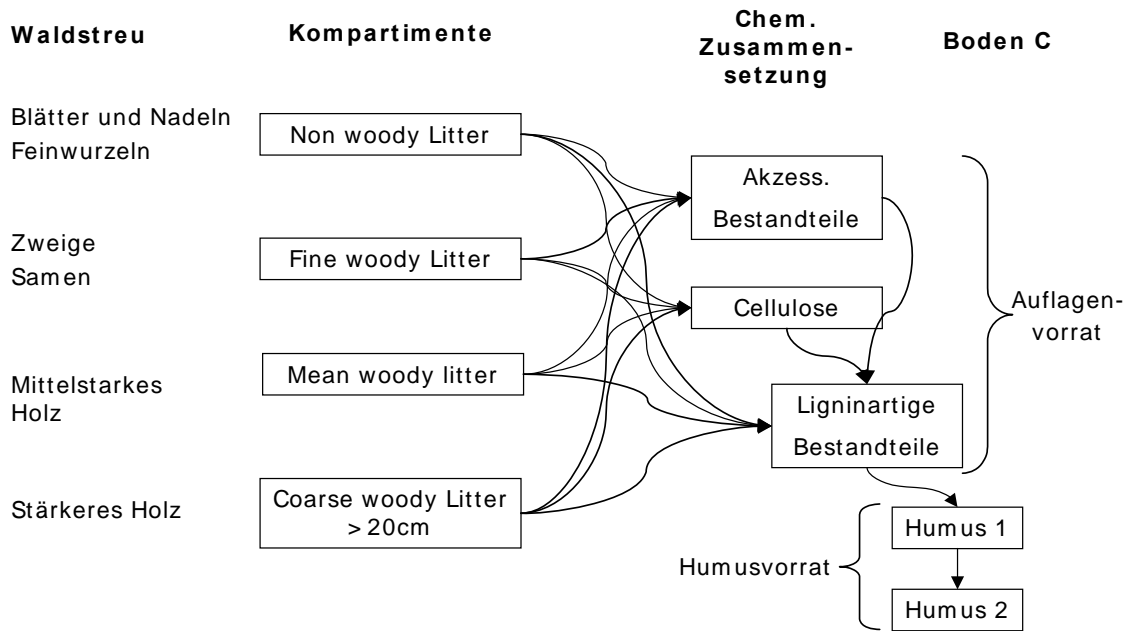 Waldstreu
Kompartimente
Chem.
Zusammen-
setzung
Boden C
Blätter und Nadeln
Feinwurzeln
Non woody Litter
Zweige
Samen
Fine woody Litter
Mittelstarkes
Holz
Mean woody litter
Stärkeres Holz
Coarse woody Litter
> 20cm
Akzess.
Bestandteile
Cellulose
Ligninartige
Bestandteile
Auflagen-
vorrat
Humusvorrat
Humus 1
Humus 2